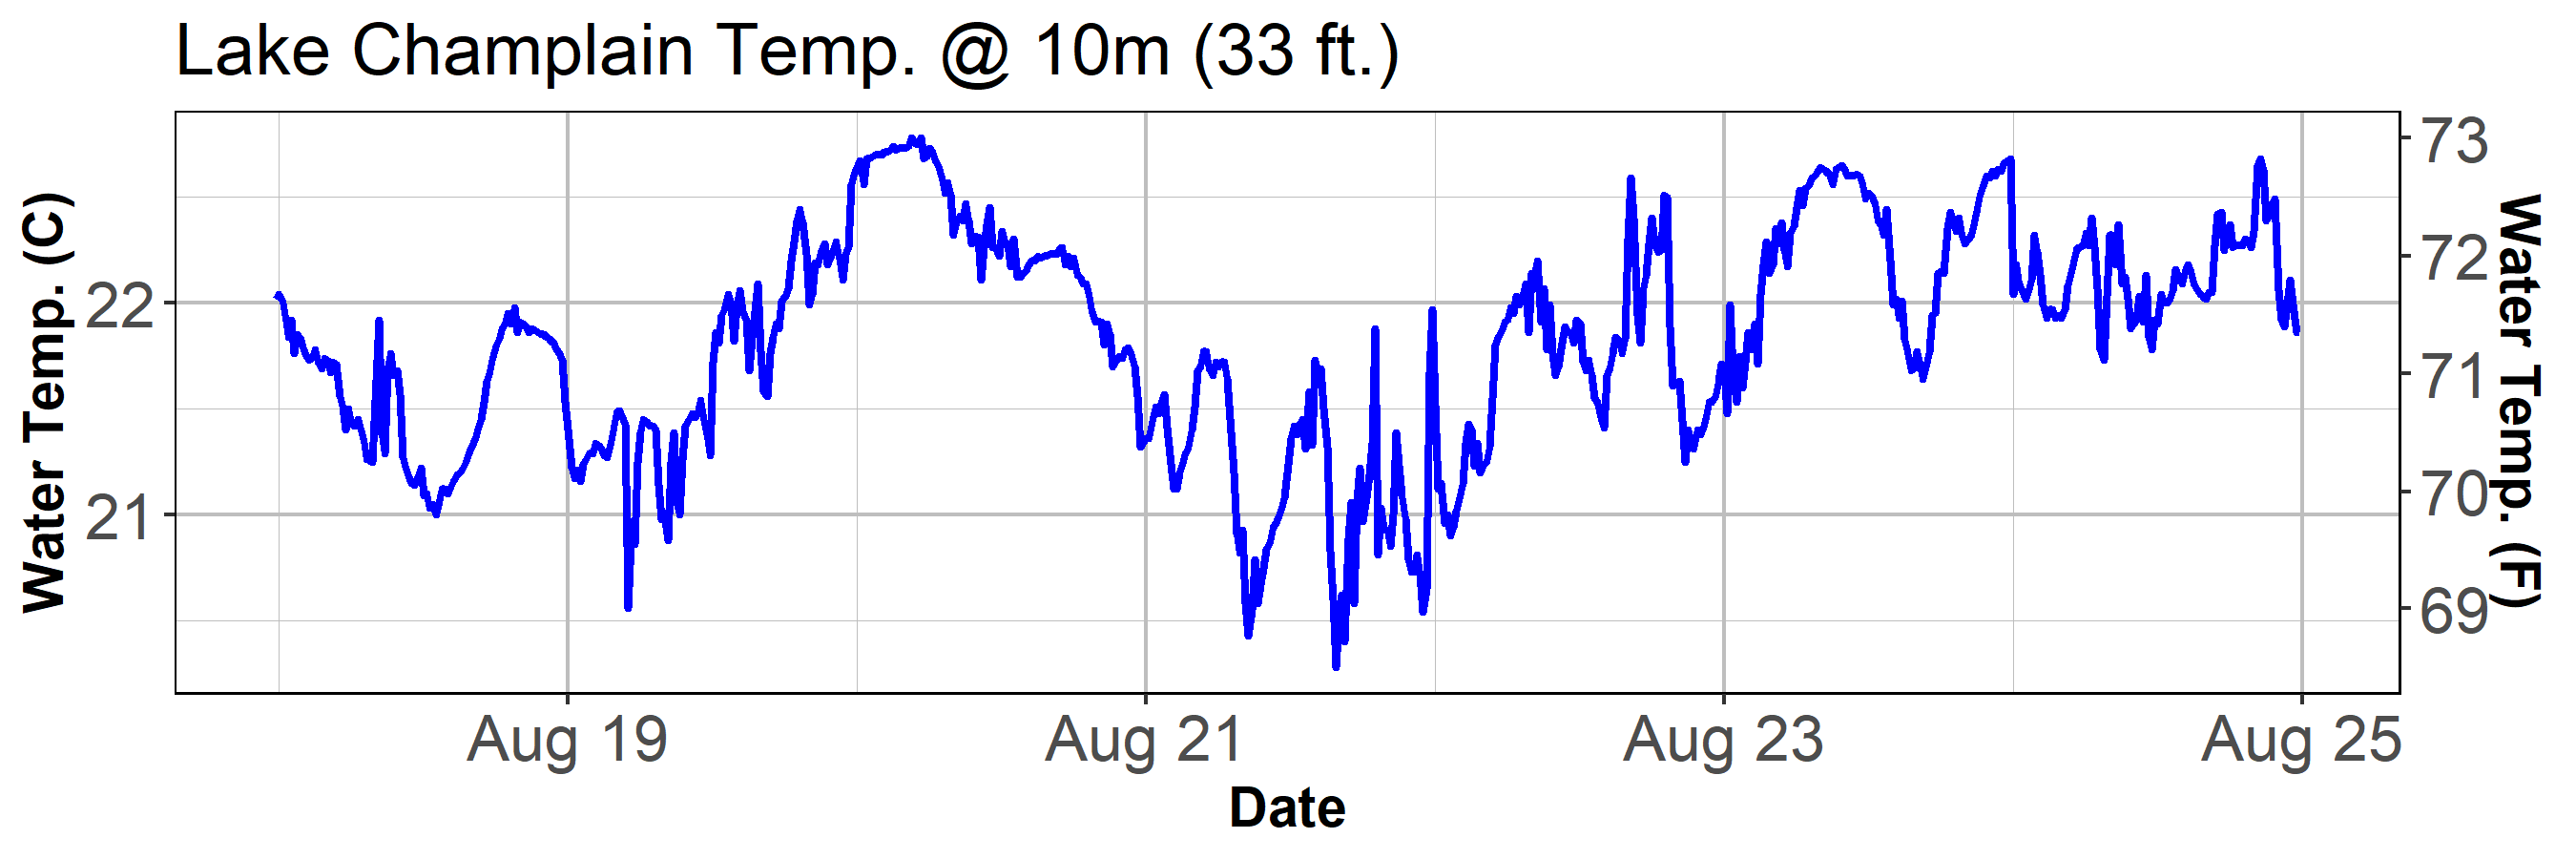 Lake Champlain Temp. @ 10m (33 ft.)
Water Temp. (C)
22
21
73
72
71
70
69
Water Temp. (F)
Aug 19
Aug 21
Aug 23
Aug 25
Date